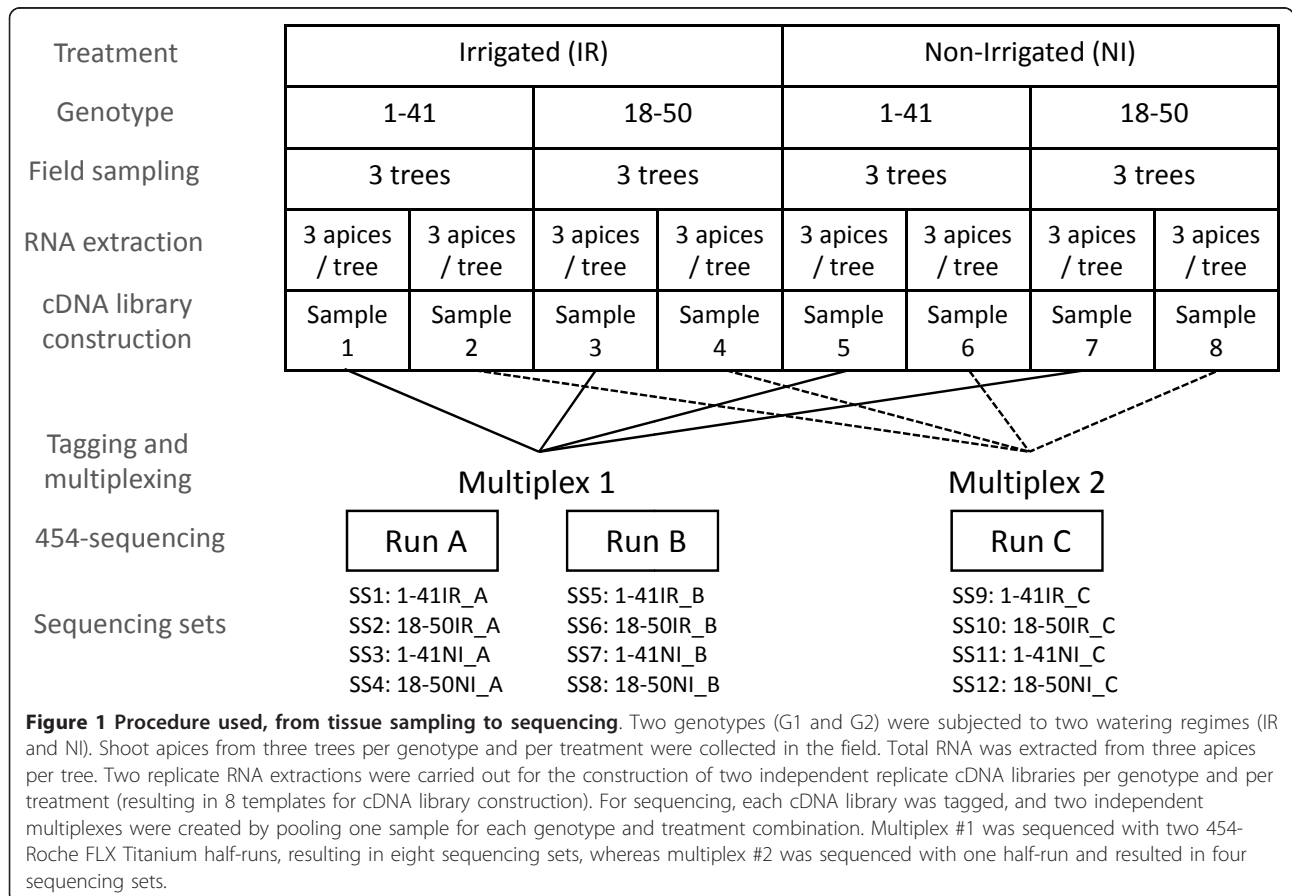 Treatment Irrigated (IR) Non-Irrigated (NI)
Genotype 1-41 18-50 1-41 18-50
Field sampling 3 trees 3 trees 3 trees 3 trees
RNA extraction 3 apices / tree 3 apices / tree 3 apices / tree 3 apices / tree 3 apices / tree 3 apices / tree 3 apices / tree 3 apices / tree
cDNA library construction Sample 1 Sample 2 Sample 3 Sample 4 Sample 5 Sample 6 Sample 7 Sample 8
Tagging and multiplexing Multiplex 1 Multiplex 2
454-sequencing Run A Run B Run C
Sequencing sets
SS1: 1-41IR_A SS5: 1-41IR_B SS9: 1-41IR_C
SS2: 18-50IR_A SS6: 18-50IR_B SS10: 18-50IR_C
SS3: 1-41NI_A SS7: 1-41NI_B SS11: 1-41NI_C
SS4: 18-50NI_A SS8: 18-50NI_B SS12: 18-50NI_C
Figure 1 Procedure used, from tissue sampling to sequencing. Two genotypes (G1 and G2) were subjected to two watering regimes (IR
and NI). Shoot apices from three trees per genotype and per treatment were collected in the field. Total RNA was extracted from three apices
per tree. Two replicate RNA extractions were carried out for the construction of two independent replicate cDNA libraries per genotype and per
treatment (resulting in 8 templates for cDNA library construction). For sequencing, each cDNA library was tagged, and two independent
multiplexes were created by pooling one sample for each genotype and treatment combination. Multiplex #1 was sequenced with two 454-
Roche FLX Titanium half-runs, resulting in eight sequencing sets, whereas multiplex #2 was sequenced with one half-run and resulted in four
sequencing sets.